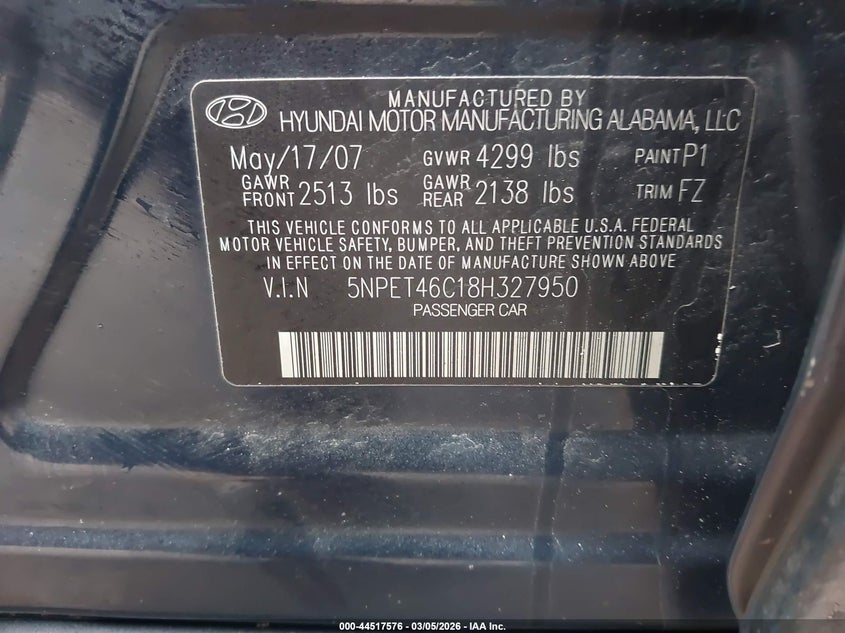 MANUFACTURED BY
HYUNDAI MOTOR MANUFACTURING ALABAMA, LLC
May/17/07 GVWR 4299 lbs PAINT P1
GAWR FRONT 2513 lbs GAWR REAR 2138 lbs TRIM FZ
THIS VEHICLE CONFORMS TO ALL APPLICABLE U.S.A. FEDERAL
MOTOR VEHICLE SAFETY, BUMPER, AND THEFT PREVENTION STANDARDS
IN EFFECT ON THE DATE OF MANUFACTURE SHOWN ABOVE
V.I.N 5NPET46C18H327950
PASSENGER CAR
000-44517576 — 03/05/2026 — IAA Inc.